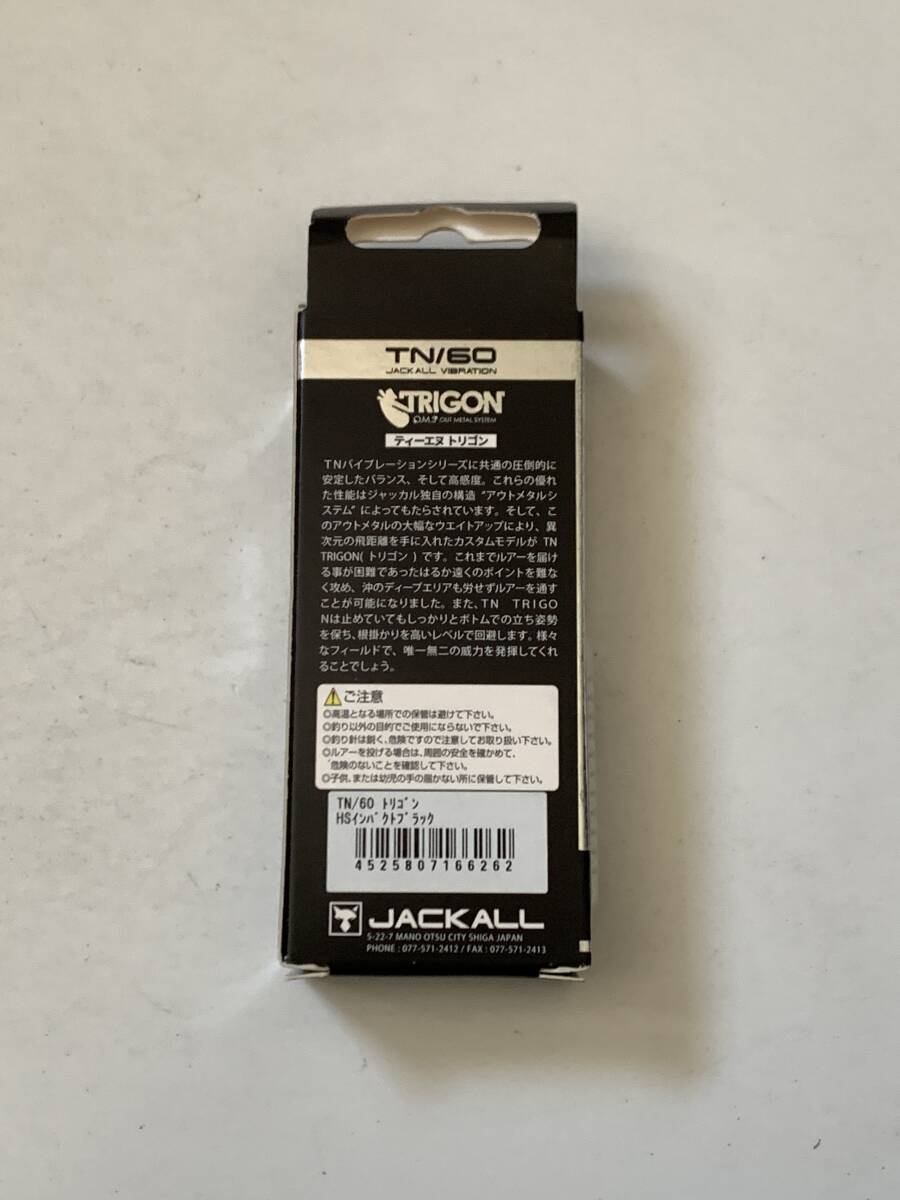 TN/60
JACKALL VIBRATION
TRIGON
O.M.S OUT METAL SYSTEM
ティーエヌ トリゴン
TNバイブレーションシリーズに共通の圧倒的に
安定したバランス、そして高感度。これらの優れ
た性能はジャッカル独自の構造 "アウトメタルシ
ステム" によってもたらされています。そして、こ
のアウトメタルの大幅なウエイトアップにより、異
次元の飛距離を手に入れたカスタムモデルが TN
TRIGON( トリゴン ) です。これまでルアーを届け
る事が困難であったはるか遠くのポイントを難な
く攻め、沖のディープエリアも労せずルアーを通す
ことが可能になりました。また、TN TRIGO
Nは止めていてもしっかりとボトムでの立ち姿勢
を保ち、根掛かりを高いレベルで回避します。様々
なフィールドで、唯一無二の威力を発揮してくれ
ることでしょう。
ご注意
◎高温となる場所での保管は避けて下さい。
◎釣り以外の目的でご使用にならないで下さい。
◎釣り針は鋭く、危険ですので注意してお取り扱い下さい。
◎ルアーを投げる場合は、周囲の安全を確かめて、
危険のないことを確認して下さい。
◎子供、または幼児の手の届かない所に保管して下さい。
TN/60 ﾄﾘｺﾞﾝ
HSｲﾝﾊﾟｸﾄﾌﾞﾗｯｸ
4525807166262
JACKALL
5-22-7 MANO OTSU CITY SHIGA JAPAN
PHONE : 077-571-2412 / FAX : 077-571-2413